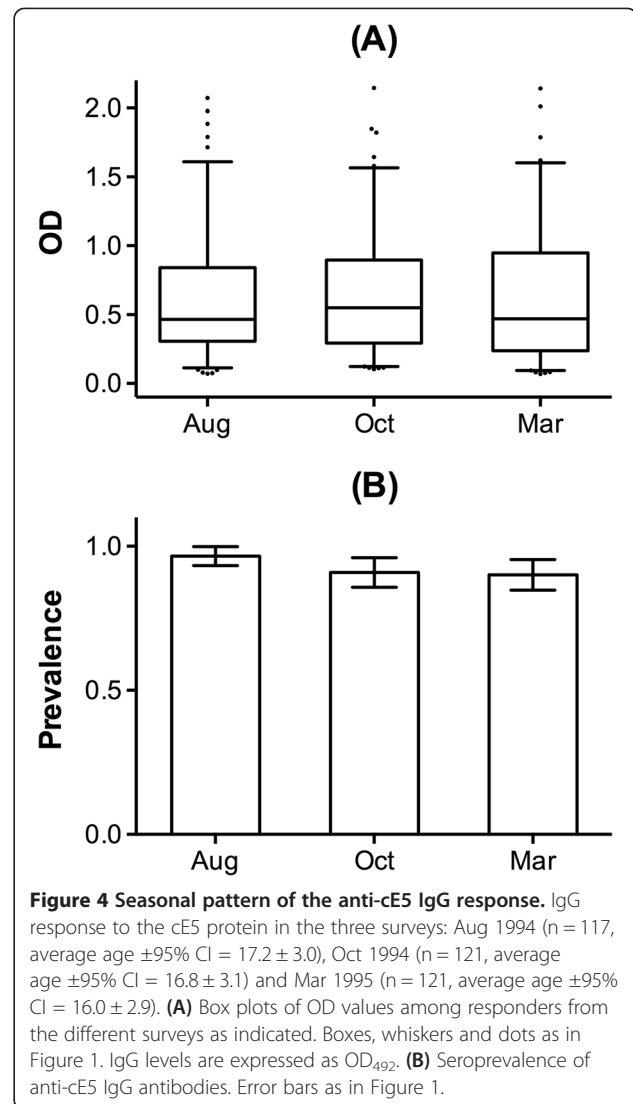 (A)
OD
2.0
1.5
1.0
0.5
0.0
Aug Oct Mar
(B)
Prevalence
1.0
0.5
0.0
Aug Oct Mar
Figure 4 Seasonal pattern of the anti-cE5 IgG response. IgG
response to the cE5 protein in the three surveys: Aug 1994 (n = 117,
average age ±95% CI = 17.2 ± 3.0), Oct 1994 (n = 121, average
age ±95% CI = 16.8 ± 3.1) and Mar 1995 (n = 121, average age ±95%
CI = 16.0 ± 2.9). (A) Box plots of OD values among responders from
the different surveys as indicated. Boxes, whiskers and dots as in
Figure 1. IgG levels are expressed as OD₄₉₂. (B) Seroprevalence of
anti-cE5 IgG antibodies. Error bars as in Figure 1.